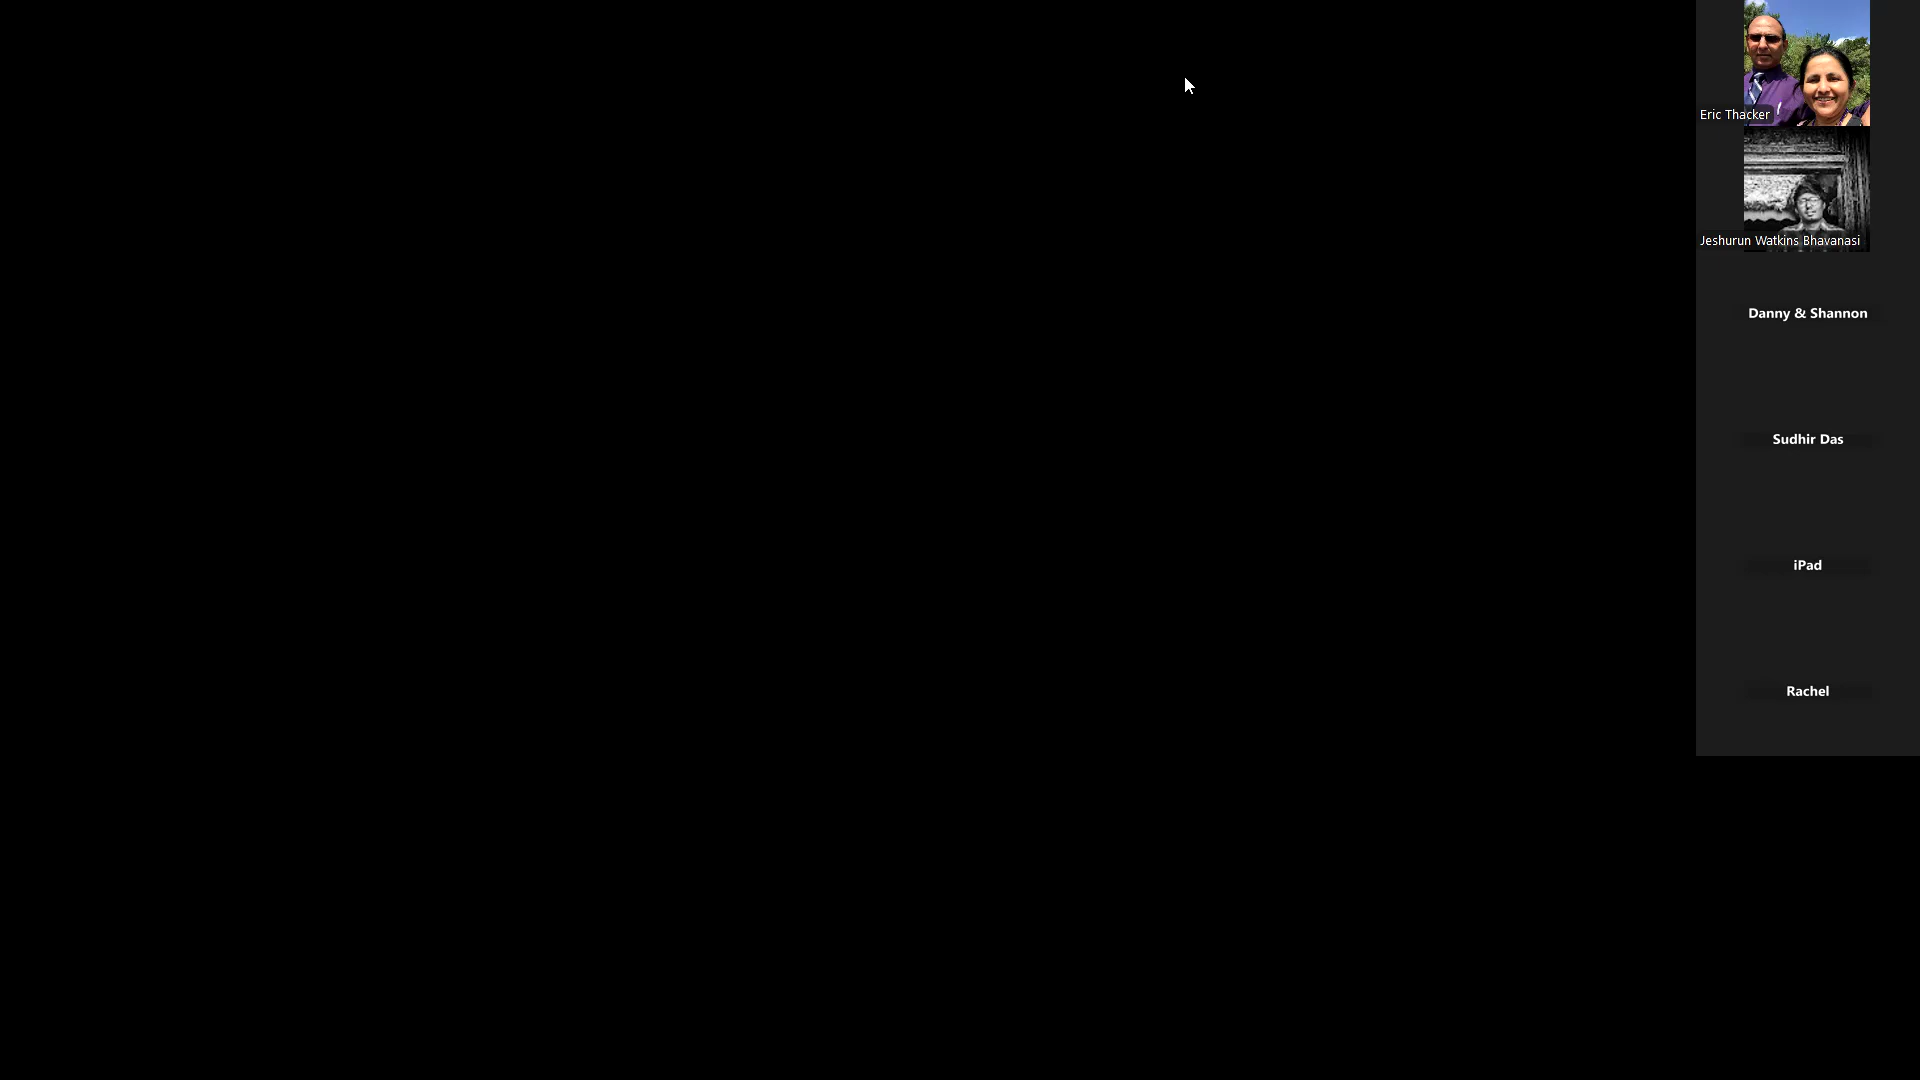 Eric Thacker
Jeshurun Watkins Bhavanasi
Danny & Shannon
Sudhir Das
iPad
Rachel